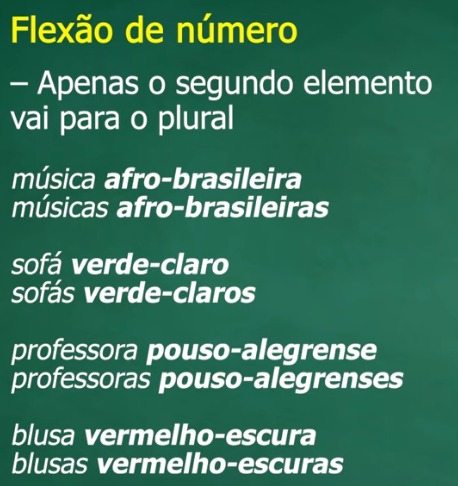 Flexão de número
– Apenas o segundo elemento
vai para o plural
música afro-brasileira
músicas afro-brasileiras
sofá verde-claro
sofás verde-claros
professora pouso-alegrense
professoras pouso-alegrenses
blusa vermelho-escura
blusas vermelho-escuras